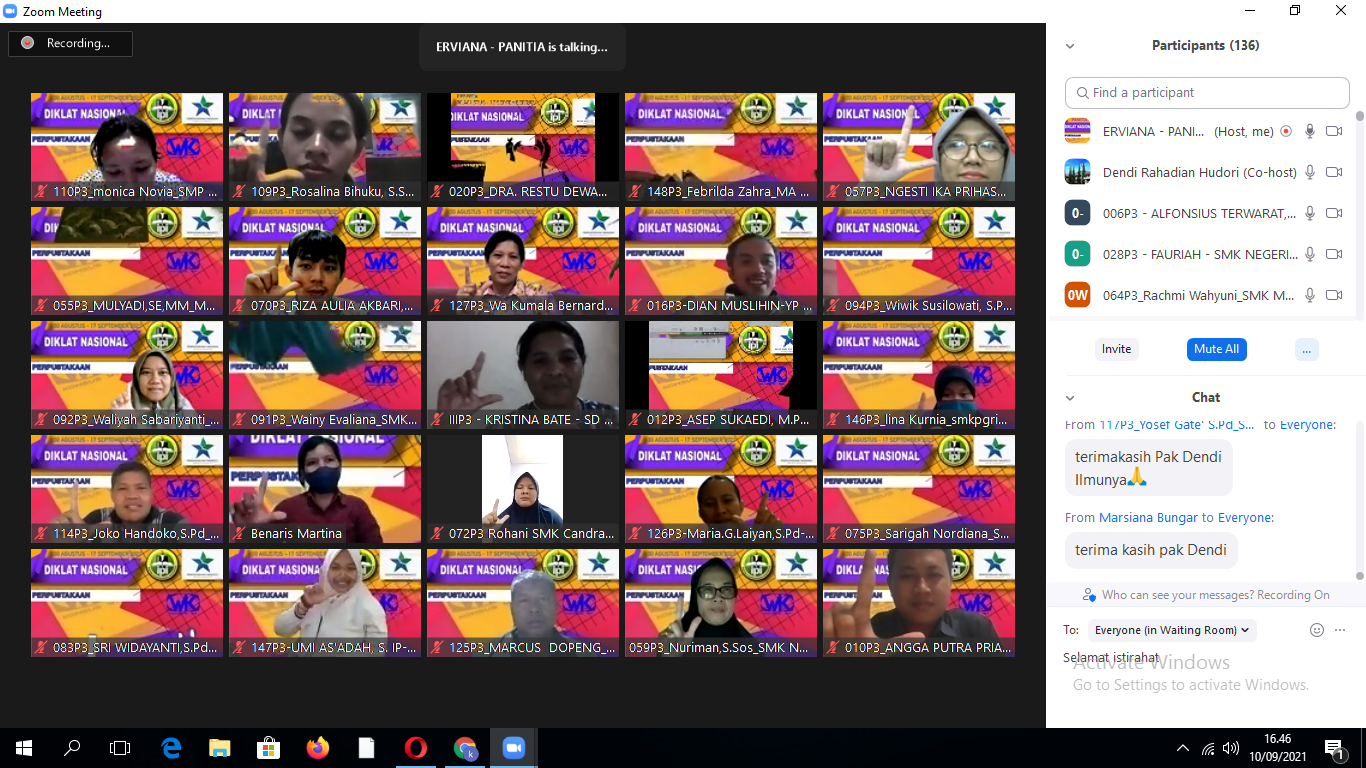 Zoom Meeting
Recording...
ERVIANA - PANITIA is talking...
DIKLAT NASIONAL
PERPUSTAKAAN
110P3_monica Novia_SMP ...
109P3_Rosalina Bihuku, S.S...
020P3_DRA. RESTU DEWA...
148P3_Febrilda Zahra_MA ...
057P3_NGESTI IKA PRIHAS...
055P3_MULYADI,SE,MM_M...
070P3_RIZA AULIA AKBARI,...
127P3_Wa Kumala Bernard...
016P3-DIAN MUSLIHIN-YP ...
094P3_Wiwik Susilowati, S.P...
092P3_Waliyah Sabariyanti_...
091P3_Wainy Evaliana_SMK...
IIIP3 - KRISTINA BATE - SD ...
012P3_ASEP SUKAEDI, M.P...
146P3_lina Kurnia_smkpgri...
114P3_Joko Handoko,S.Pd_...
Benaris Martina
072P3 Rohani SMK Candra...
126P3-Maria.G.Laiyan,S.Pd-...
075P3_Sarigah Nordiana_S...
083P3_SRI WIDAYANTI,S.Pd...
147P3-UMI AS'ADAH, S. IP-...
125P3_MARCUS DOPENG_...
059P3_Nuriman,S.Sos_SMK N...
010P3_ANGGA PUTRA PRIA...
Participants (136)
Find a participant
ERVIANA - PANI... (Host, me)
Dendi Rahadian Hudori (Co-host)
0- 006P3 - ALFONSIUS TERWARAT,...
0- 028P3 - FAURIAH - SMK NEGERI...
0W 064P3_Rachmi Wahyuni_SMK M...
Invite Mute All ...
Chat
From 117P3_Yosef Gate' S.Pd_S... to Everyone:
terimakasih Pak Dendi
IImunya🙏
From Marsiana Bungar to Everyone:
terima kasih pak Dendi
Who can see your messages? Recording On
To: Everyone (in Waiting Room)
Selamat istirahat
Activate Windows
Go to Settings to activate Windows.
16.46
10/09/2021
1